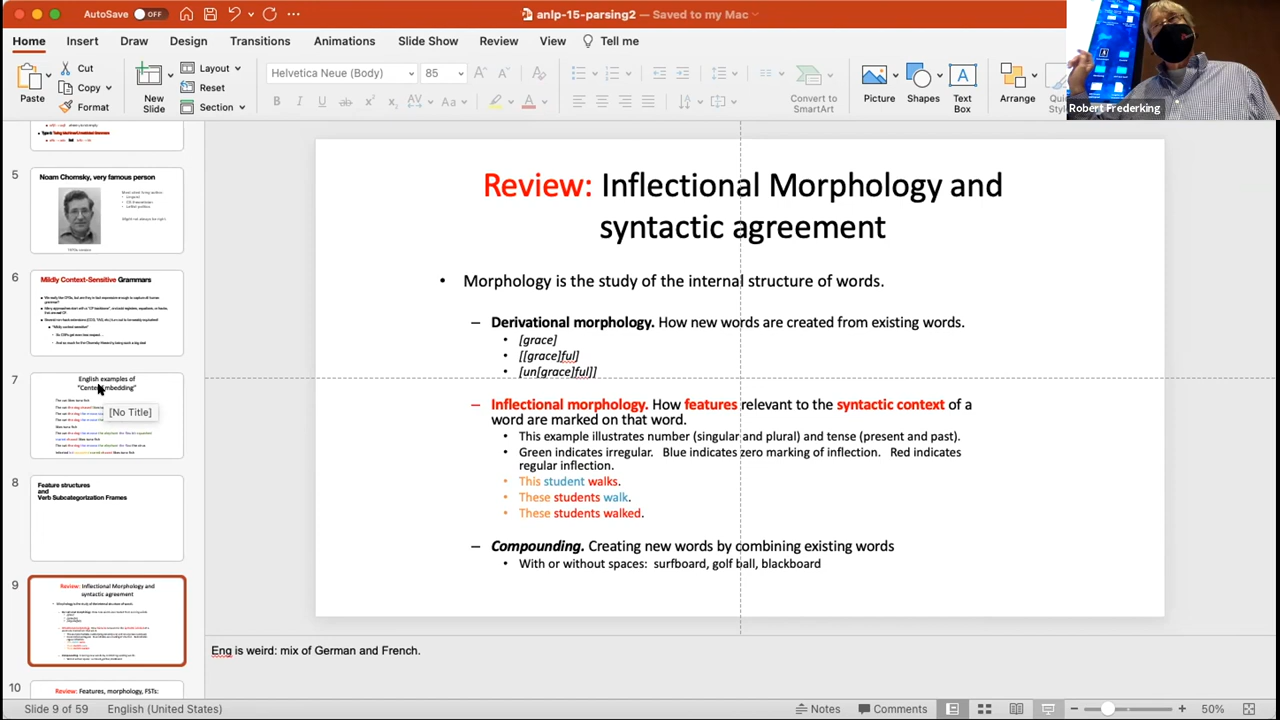 AutoSave OFF
anlp-15-parsing2 — Saved to my Mac
Home Insert Draw Design Transitions Animations Slide Show Review View Tell me
Paste
Cut
Copy
Format
New
Slide
Layout
Reset
Section
Helvetica Neue (Body) 85
Convert to
SmartArt
Picture
Shapes
Text
Box
Arrange
Robert Frederking
5
Noam Chomsky, very famous person
6
Mildly Context-Sensitive Grammars
7
English examples of
[No Title]
8
Feature structures
and
Verb Subcategorization Frames
9
Review: Inflectional Morphology and
syntactic agreement
10
Review: Features, morphology, FSTs:
Review: Inflectional Morphology and
syntactic agreement
• Morphology is the study of the internal structure of words.
– Derivational morphology. How new words are created from existing words.
• [grace]
• [[grace]ful]
• [un[grace]ful]]
– Inflectional morphology. How features relevant to the syntactic context of a
word are marked on that word.
• This example illustrates number (singular and plural) and tense (present and past).
• Green indicates irregular. Blue indicates zero marking of inflection. Red indicates
regular inflection.
• This student walks.
• These students walk.
• These students walked.
– Compounding. Creating new words by combining existing words
• With or without spaces: surfboard, golf ball, blackboard
Eng is weird: mix of German and French.
Slide 9 of 59 English (United States) Notes Comments 50%